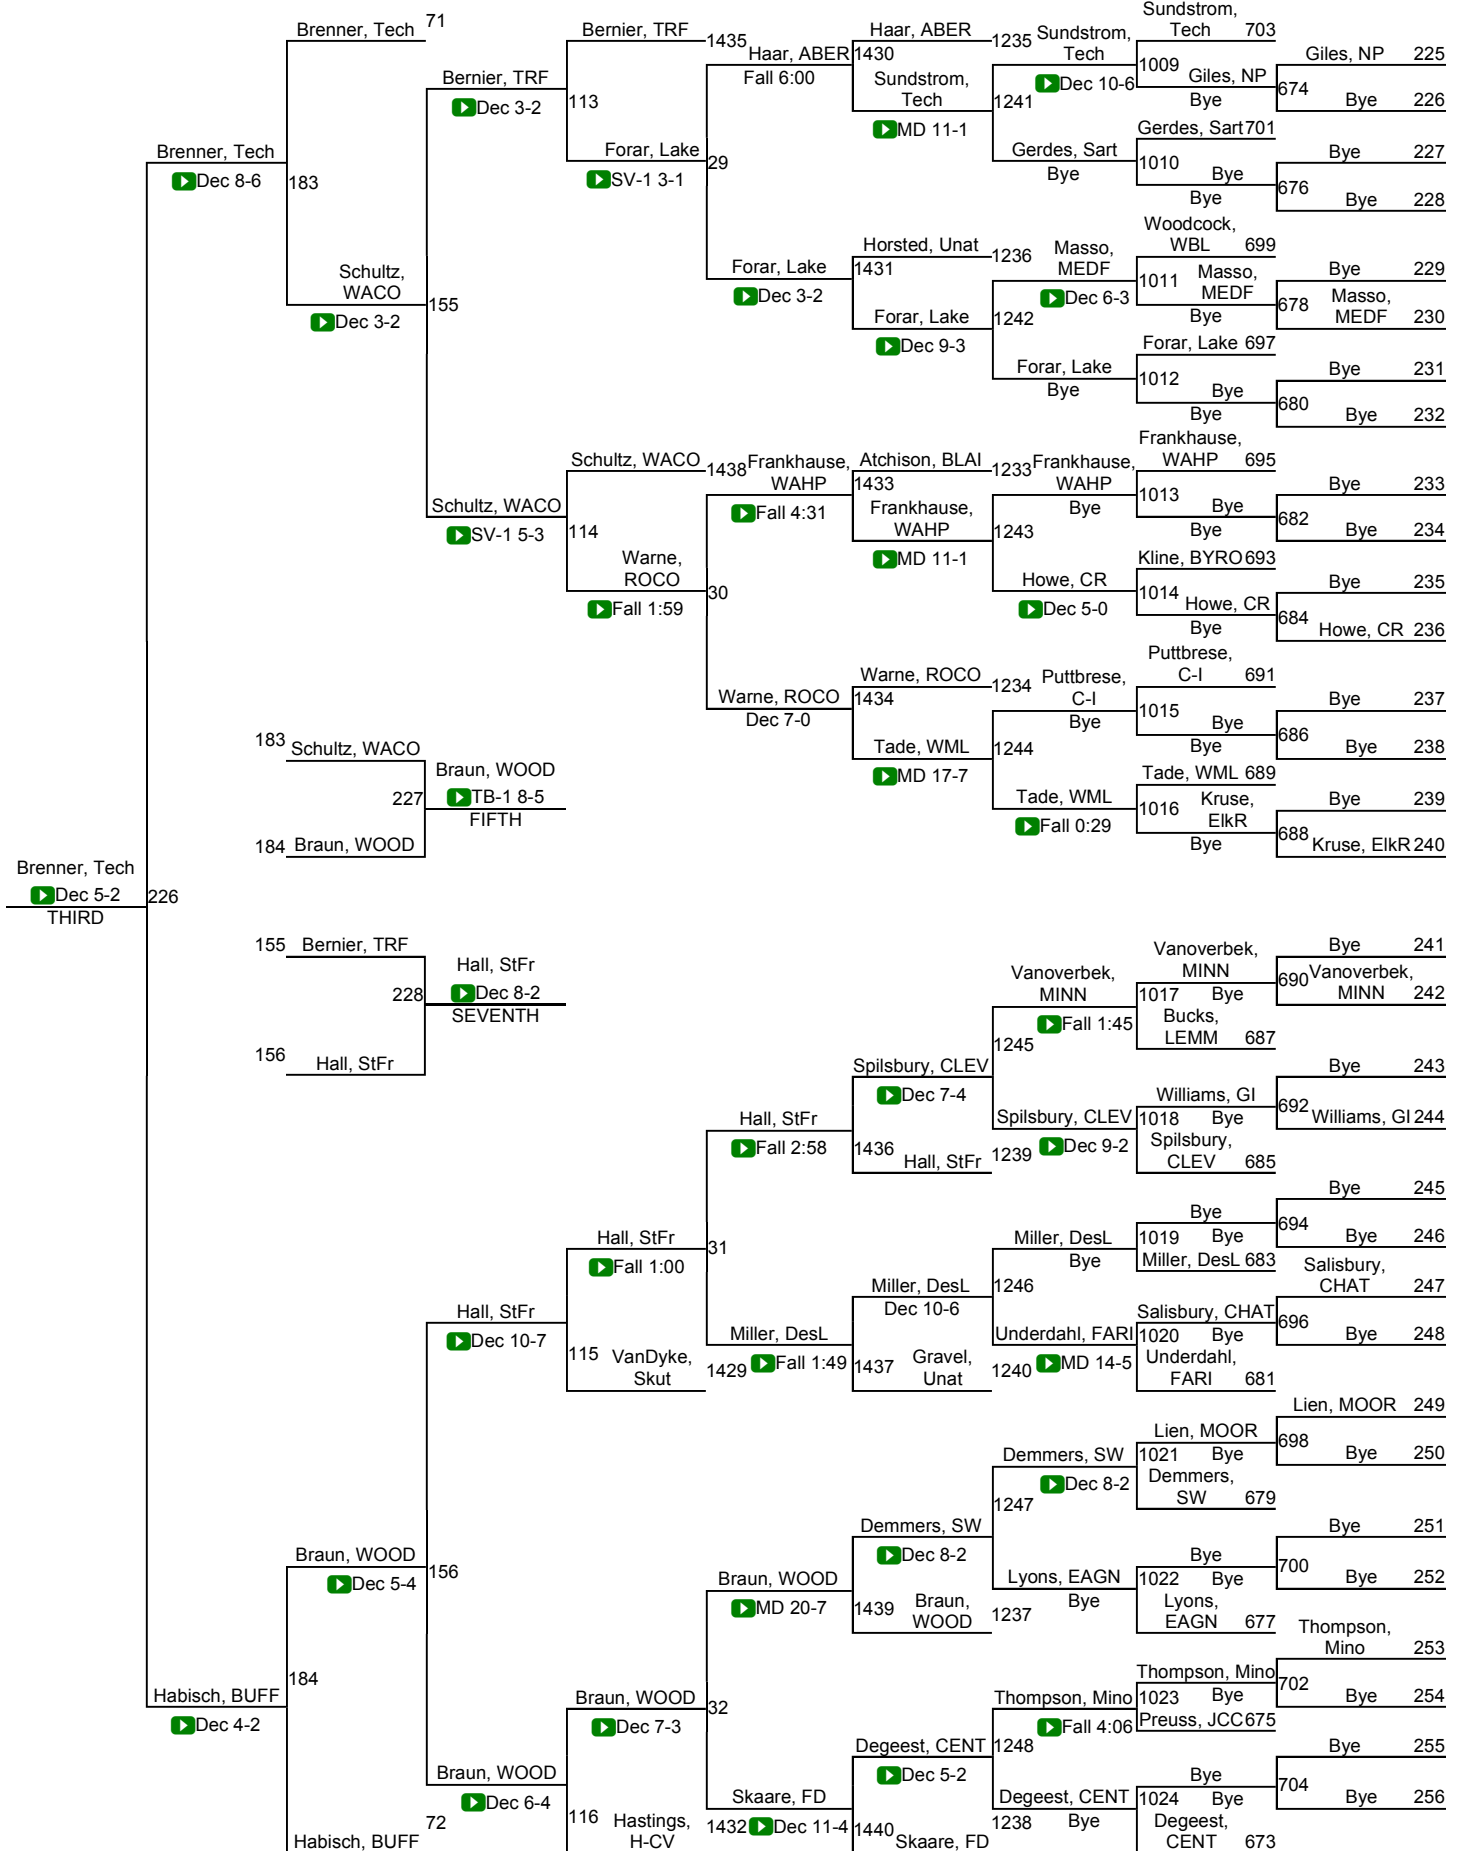 Brenner, Tech
71
Brenner, Tech
Dec 8-6
183
Schultz,
WACO
Dec 3-2
Bernier, TRF
Dec 3-2
155
Schultz, WACO
SV-1 5-3
Bernier, TRF
1435
113
Forar, Lake
SV-1 3-1
Haar, ABER
Fall 6:00
29
Forar, Lake
Dec 3-2
Haar, ABER
1235
1430
Sundstrom,
Tech
MD 11-1
Sundstrom,
Tech
Dec 10-6
1241
Gerdes, Sart
Bye
Sundstrom,
Tech 703
1009
Giles, NP
Bye
Giles, NP 225
674
Bye 226
Gerdes, Sart 701
1010
Bye
Bye
Bye 227
676
Bye 228
Horsted, Unat
1236
1431
Forar, Lake
Dec 9-3
Masso,
MEDF
Dec 6-3
1242
Forar, Lake
Bye
Woodcock,
WBL 699
1011
Masso,
MEDF
Bye
Bye 229
678
Masso,
MEDF 230
Forar, Lake 697
1012
Bye
Bye
Bye 231
680
Bye 232
Schultz, WACO
1438
114
Warne,
ROCO
Fall 1:59
Frankhause,
WAHP
Fall 4:31
30
Warne, ROCO
Dec 7-0
Atchison, BLAI
1233
1433
Frankhause,
WAHP
MD 11-1
Frankhause,
WAHP
Bye
1243
Howe, CR
Dec 5-0
Frankhause,
WAHP 695
1013
Bye
Bye
Bye 233
682
Bye 234
Kline, BYRO 693
1014
Howe, CR
Bye
Bye 235
684
Howe, CR 236
Warne, ROCO
1234
1434
Tade, WML
MD 17-7
Puttbrese,
C-I
Bye
1244
Tade, WML
Fall 0:29
Puttbrese,
C-I 691
1015
Bye
Bye
Bye 237
686
Bye 238
Tade, WML 689
1016
Kruse,
ElkR
Bye
Bye 239
688
Kruse, ElkR 240
183 Schultz, WACO
227
184 Braun, WOOD
Braun, WOOD
TB-1 8-5
FIFTH
Brenner, Tech
Dec 5-2
THIRD
226
155 Bernier, TRF
228
156 Hall, StFr
Hall, StFr
Dec 8-2
SEVENTH
Vanoverbek,
MINN
Fall 1:45
1245
Spilsbury, CLEV
Dec 9-2
Vanoverbek,
MINN
1017
Bye
Bucks,
LEMM 687
Bye 241
690
Vanoverbek,
MINN 242
Williams, GI
1018
Bye
Spilsbury,
CLEV 685
Bye 243
692
Williams, GI 244
Spilsbury, CLEV
Dec 7-4
1436
Hall, StFr
1239
Hall, StFr
Fall 2:58
31
Miller, DesL
Fall 1:49
Hall, StFr
Fall 1:00
115
VanDyke,
Skut
1429
Miller, DesL
Dec 10-6
1437
Gravel,
Unat
1240
Miller, DesL
Bye
1246
Underdahl, FARI
MD 14-5
Bye
1019
Bye
Miller, DesL 683
Bye 245
694
Bye 246
Salisbury, CHAT
1020
Bye
Underdahl,
FARI 681
Salisbury,
CHAT 247
696
Bye 248
Hall, StFr
Dec 10-7
156
Braun, WOOD
Dec 6-4
Braun, WOOD
Dec 5-4
184
Habisch, BUFF
72
Habisch, BUFF
Dec 4-2
Braun, WOOD
Dec 7-3
116
Hastings,
H-CV
1432
Braun, WOOD
MD 20-7
32
Skaare, FD
Dec 11-4
Demmers, SW
Dec 8-2
1439
Braun,
WOOD
1237
Demmers, SW
Dec 8-2
1247
Lyons, EAGN
Bye
Lien, MOOR
1021
Bye
Demmers,
SW 679
Lien, MOOR 249
698
Bye 250
Bye
1022
Bye
Lyons,
EAGN 677
Bye 251
700
Bye 252
Degeest, CENT
Dec 5-2
1440
Skaare, FD
1238
Thompson, Mino
Fall 4:06
1248
Degeest, CENT
Bye
Thompson, Mino
1023
Bye
Preuss, JCC 675
Thompson,
Mino 253
702
Bye 254
Bye
1024
Bye
Degeest,
CENT 673
Bye 255
704
Bye 256